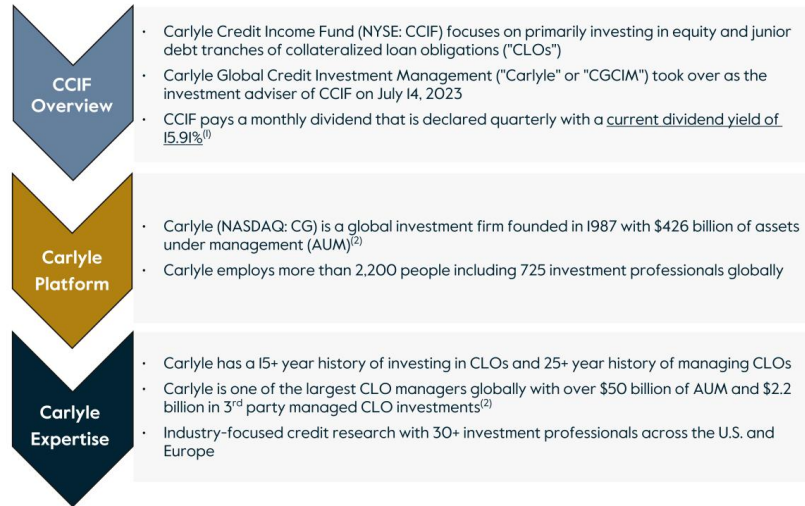 CCIF
Overview
· Carlyle Credit Income Fund (NYSE: CCIF) focuses on primarily investing in equity and junior
debt tranches of collateralized loan obligations ("CLOs")
· Carlyle Global Credit Investment Management ("Carlyle" or "CGCIM") took over as the
investment adviser of CCIF on July 14, 2023
· CCIF pays a monthly dividend that is declared quarterly with a current dividend yield of
15.91%(1)
Carlyle
Platform
· Carlyle (NASDAQ: CG) is a global investment firm founded in 1987 with $426 billion of assets
under management (AUM)(2)
· Carlyle employs more than 2,200 people including 725 investment professionals globally
Carlyle
Expertise
· Carlyle has a 15+ year history of investing in CLOs and 25+ year history of managing CLOs
· Carlyle is one of the largest CLO managers globally with over $50 billion of AUM and $2.2
billion in 3rd party managed CLO investments(2)
· Industry-focused credit research with 30+ investment professionals across the U.S. and
Europe